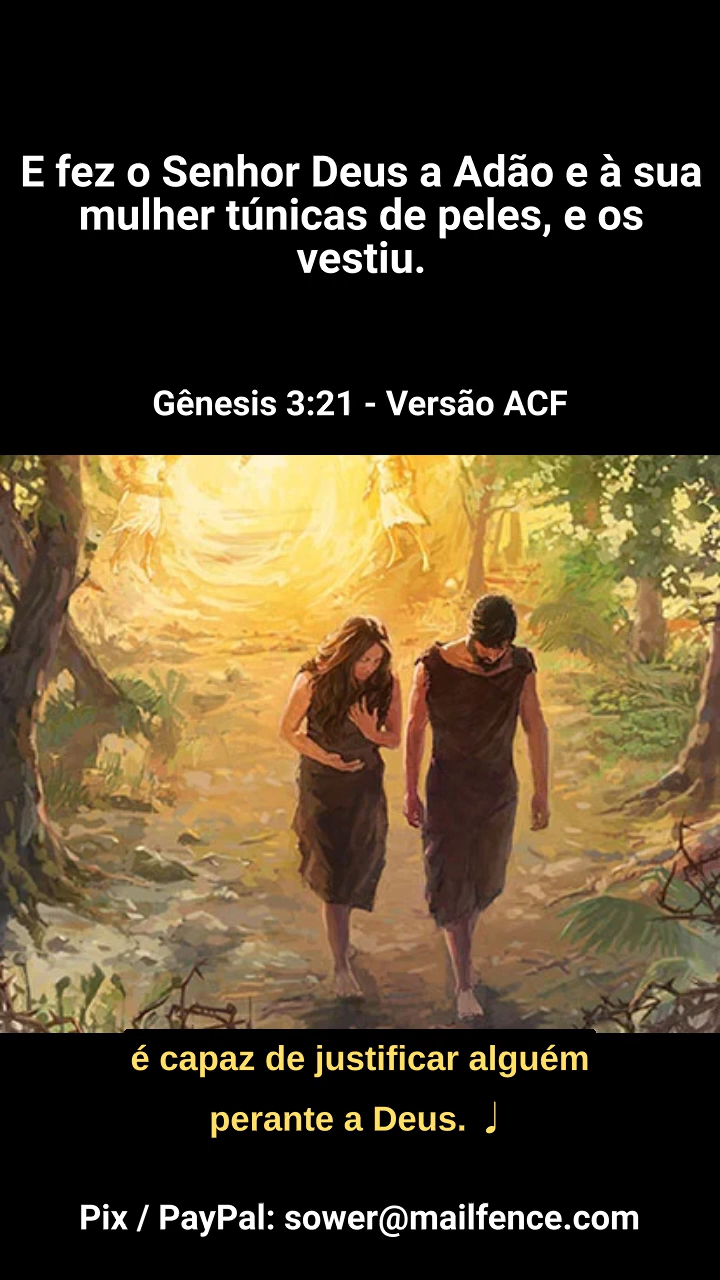 E fez o Senhor Deus a Adão e à sua
mulher túnicas de peles, e os
vestiu.
Gênesis 3:21 - Versão ACF
é capaz de justificar alguém
perante a Deus. ♩
Pix / PayPal: sower@mailfence.com